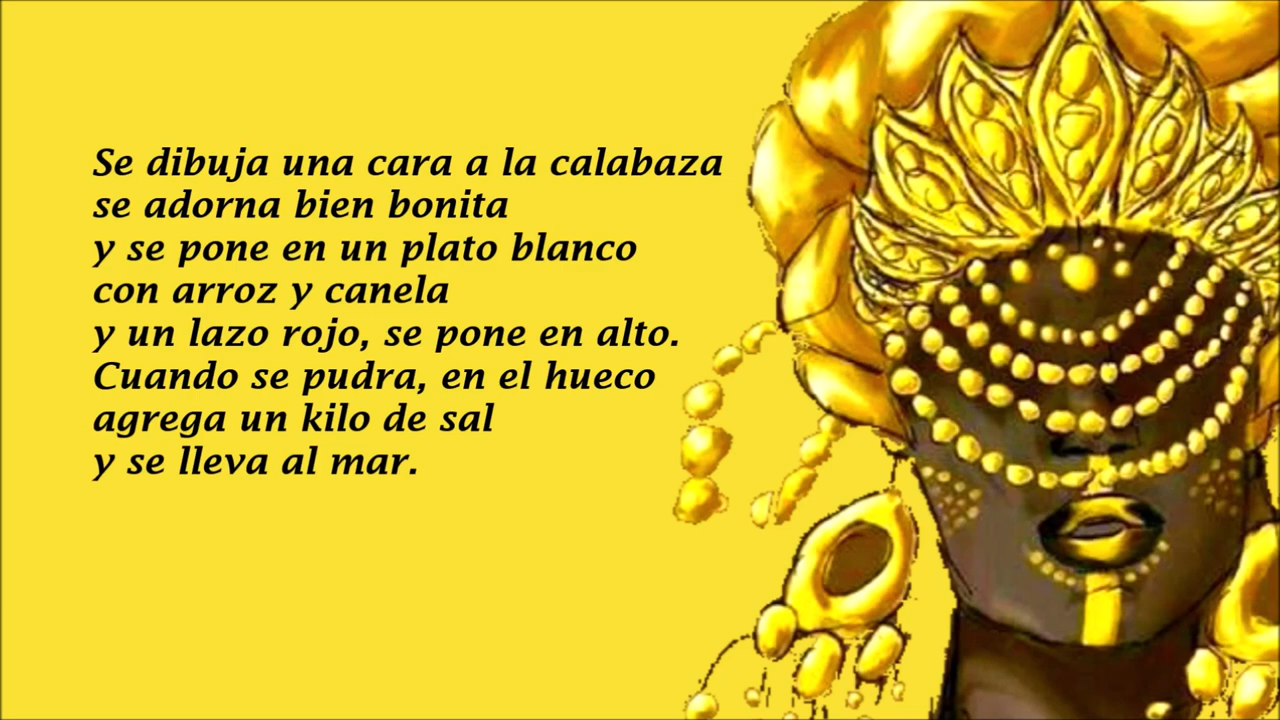 Se dibuja una cara a la calabaza
se adorna bien bonita
y se pone en un plato blanco
con arroz y canela
y un lazo rojo, se pone en alto.
Cuando se pudra, en el hueco
agrega un kilo de sal
y se lleva al mar.